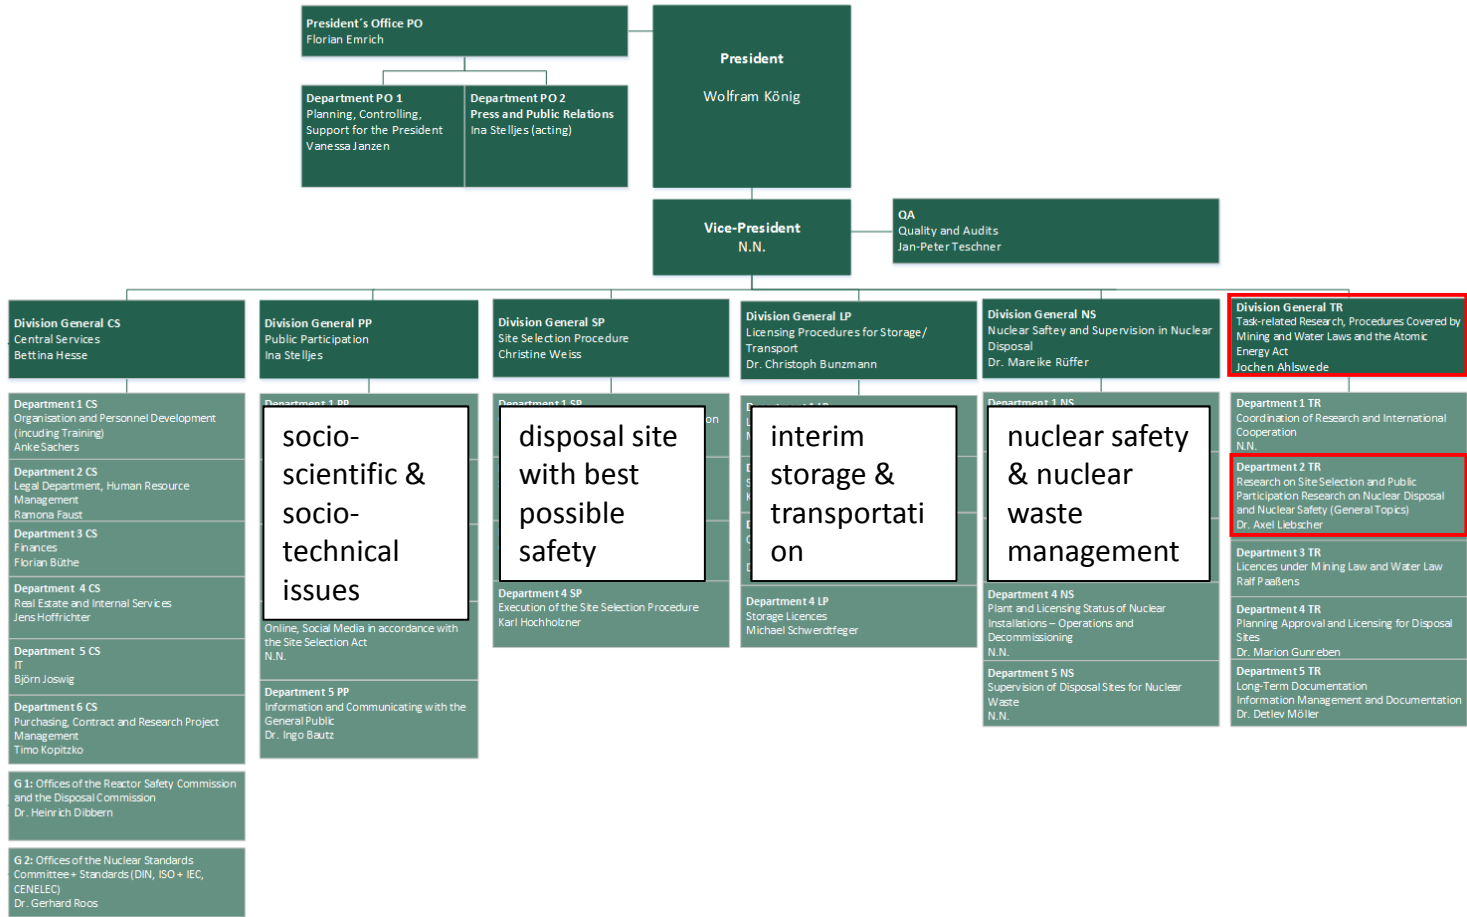 President´s Office PO
Florian Emrich
President
Wolfram König
Department PO 1
Planning, Controlling,
Support for the President
Vanessa Janzen
Department PO 2
Press and Public Relations
Ina Stelljes (acting)
Vice-President
N.N.
QA
Quality and Audits
Jan-Peter Teschner
Division General CS
Central Services
Bettina Hesse
Department 1 CS
Organisation and Personnel Development
(incuding Training)
Anke Sachers
Department 2 CS
Legal Department, Human Resource
Management
Ramona Faust
Department 3 CS
Finances
Florian Büthe
Department 4 CS
Real Estate and Internal Services
Jens Hoffrichter
Department 5 CS
IT
Björn Joswig
Department 6 CS
Purchasing, Contract and Research Project
Management
Timo Kopitzko
G 1: Offices of the Reactor Safety Commission
and the Disposal Commission
Dr. Heinrich Dibbern
G 2: Offices of the Nuclear Standards
Committee + Standards (DIN, ISO + IEC,
CENELEC)
Dr. Gerhard Roos
Division General PP
Public Participation
Ina Stelljes
Department 1 PP
socio-
scientific &
socio-
technical
issues
Online, Social Media in accordance with
the Site Selection Act
N.N.
Department 5 PP
Information and Communicating with the
General Public
Dr. Ingo Bautz
Division General SP
Site Selection Procedure
Christine Weiss
Department 1 SP
disposal site
with best
possible
safety
Department 4 SP
Execution of the Site Selection Procedure
Karl Hochholzner
Division General LP
Licensing Procedures for Storage/
Transport
Dr. Christoph Bunzmann
Department 1 LP
interim
storage &
transportati
on
Department 4 LP
Storage Licences
Michael Schwerdtfeger
Division General NS
Nuclear Saftey and Supervision in Nuclear
Disposal
Dr. Mareike Rüffer
Department 1 NS
nuclear safety
& nuclear
waste
management
Department 4 NS
Plant and Licensing Status of Nuclear
Installations – Operations and
Decommissioning
N.N.
Department 5 NS
Supervision of Disposal Sites for Nuclear
Waste
N.N.
Division General TR
Task-related Research, Procedures Covered by
Mining and Water Laws and the Atomic
Energy Act
Jochen Ahlswede
Department 1 TR
Coordination of Research and International
Cooperation
N.N.
Department 2 TR
Research on Site Selection and Public
Participation Research on Nuclear Disposal
and Nuclear Safety (General Topics)
Dr. Axel Liebscher
Department 3 TR
Licences under Mining Law and Water Law
Ralf Paaßens
Department 4 TR
Planning Approval and Licensing for Disposal
Sites
Dr. Marion Gunreben
Department 5 TR
Long-Term Documentation
Information Management and Documentation
Dr. Detlev Möller